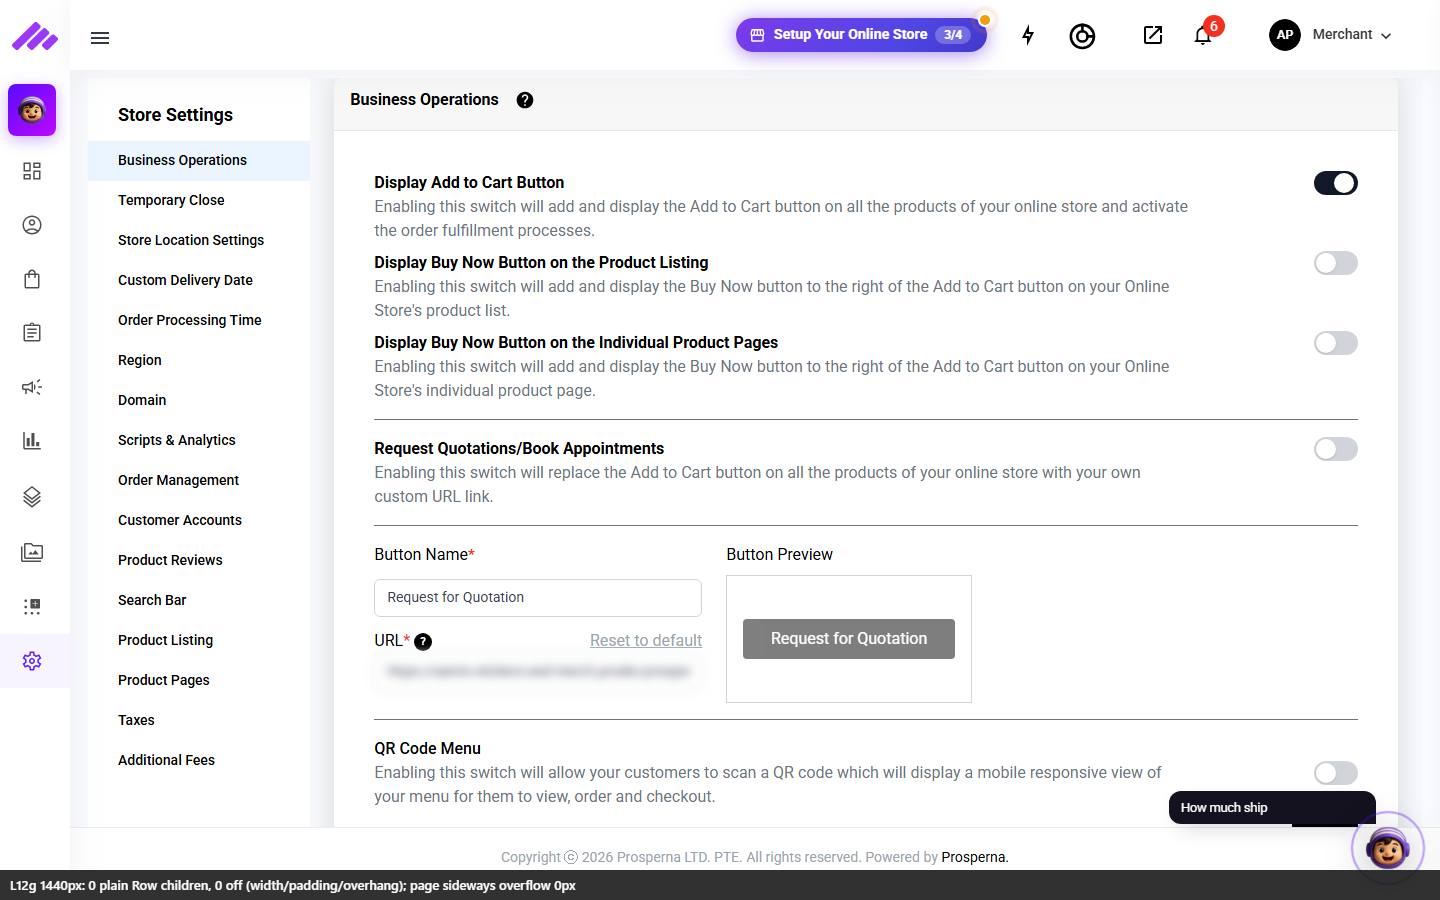 Setup Your Online Store 3/4
6
AP Merchant
Store Settings
Business Operations
Temporary Close
Store Location Settings
Custom Delivery Date
Order Processing Time
Region
Domain
Scripts & Analytics
Order Management
Customer Accounts
Product Reviews
Search Bar
Product Listing
Product Pages
Taxes
Additional Fees
Business Operations ?
Display Add to Cart Button
Enabling this switch will add and display the Add to Cart button on all the products of your online store and activate
the order fulfillment processes.
Display Buy Now Button on the Product Listing
Enabling this switch will add and display the Buy Now button to the right of the Add to Cart button on your Online
Store's product list.
Display Buy Now Button on the Individual Product Pages
Enabling this switch will add and display the Buy Now button to the right of the Add to Cart button on your Online
Store's individual product page.
Request Quotations/Book Appointments
Enabling this switch will replace the Add to Cart button on all the products of your online store with your own
custom URL link.
Button Name*
Request for Quotation
URL* ?
Reset to default
Button Preview
Request for Quotation
QR Code Menu
Enabling this switch will allow your customers to scan a QR code which will display a mobile responsive view of
your menu for them to view, order and checkout.
How much ship
Copyright © 2026 Prosperna LTD. PTE. All rights reserved. Powered by Prosperna.
L12g 1440px: 0 plain Row children, 0 off (width/padding/overhang); page sideways overflow 0px